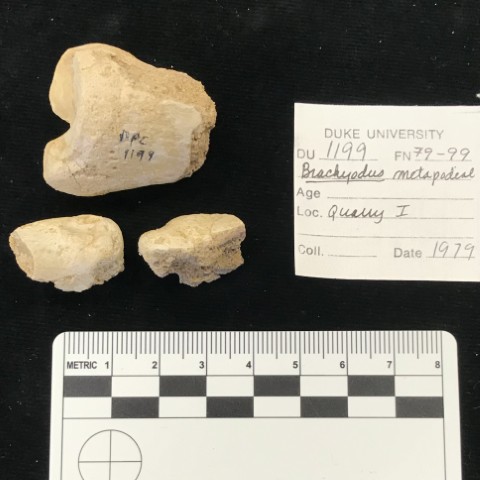 DPC
1199
DUKE UNIVERSITY
DU 1199 FN 79-99
Brachyodus metapodial
Age
Loc. Quarry I
Coll. Date 1979
METRIC 1 2 3 4 5 6 7 8